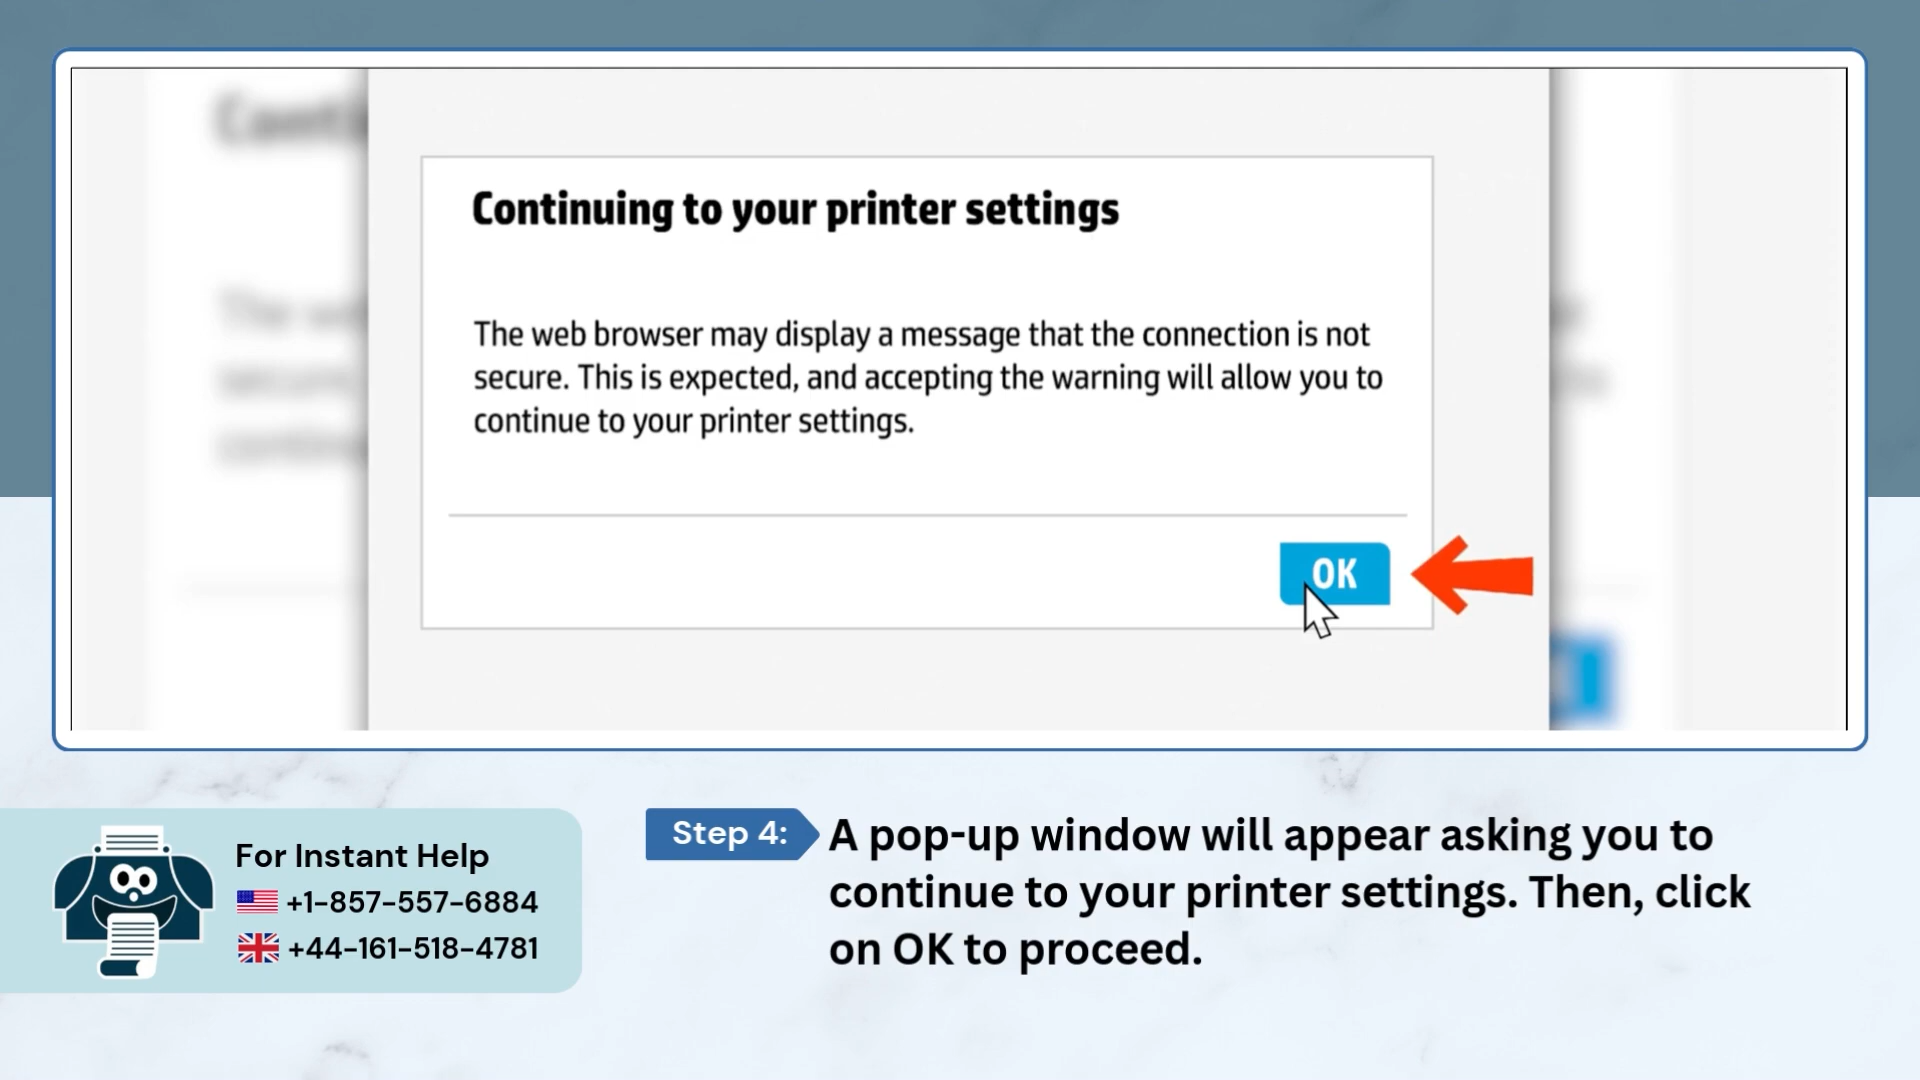 Continuing to your printer settings
The web browser may display a message that the connection is not
secure. This is expected, and accepting the warning will allow you to
continue to your printer settings.
OK
For Instant Help
+1-857-557-6884
+44-161-518-4781
Step 4:
A pop-up window will appear asking you to
continue to your printer settings. Then, click
on OK to proceed.